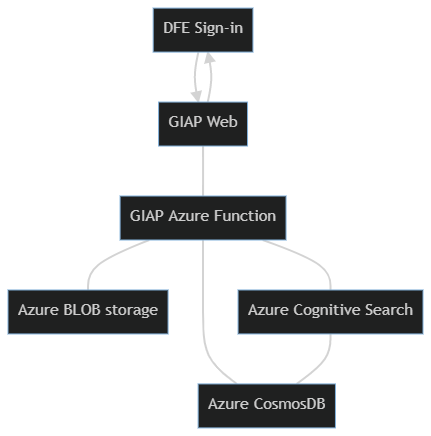 DFE Sign-in
GIAP Web
GIAP Azure Function
Azure BLOB storage
Azure Cognitive Search
Azure CosmosDB